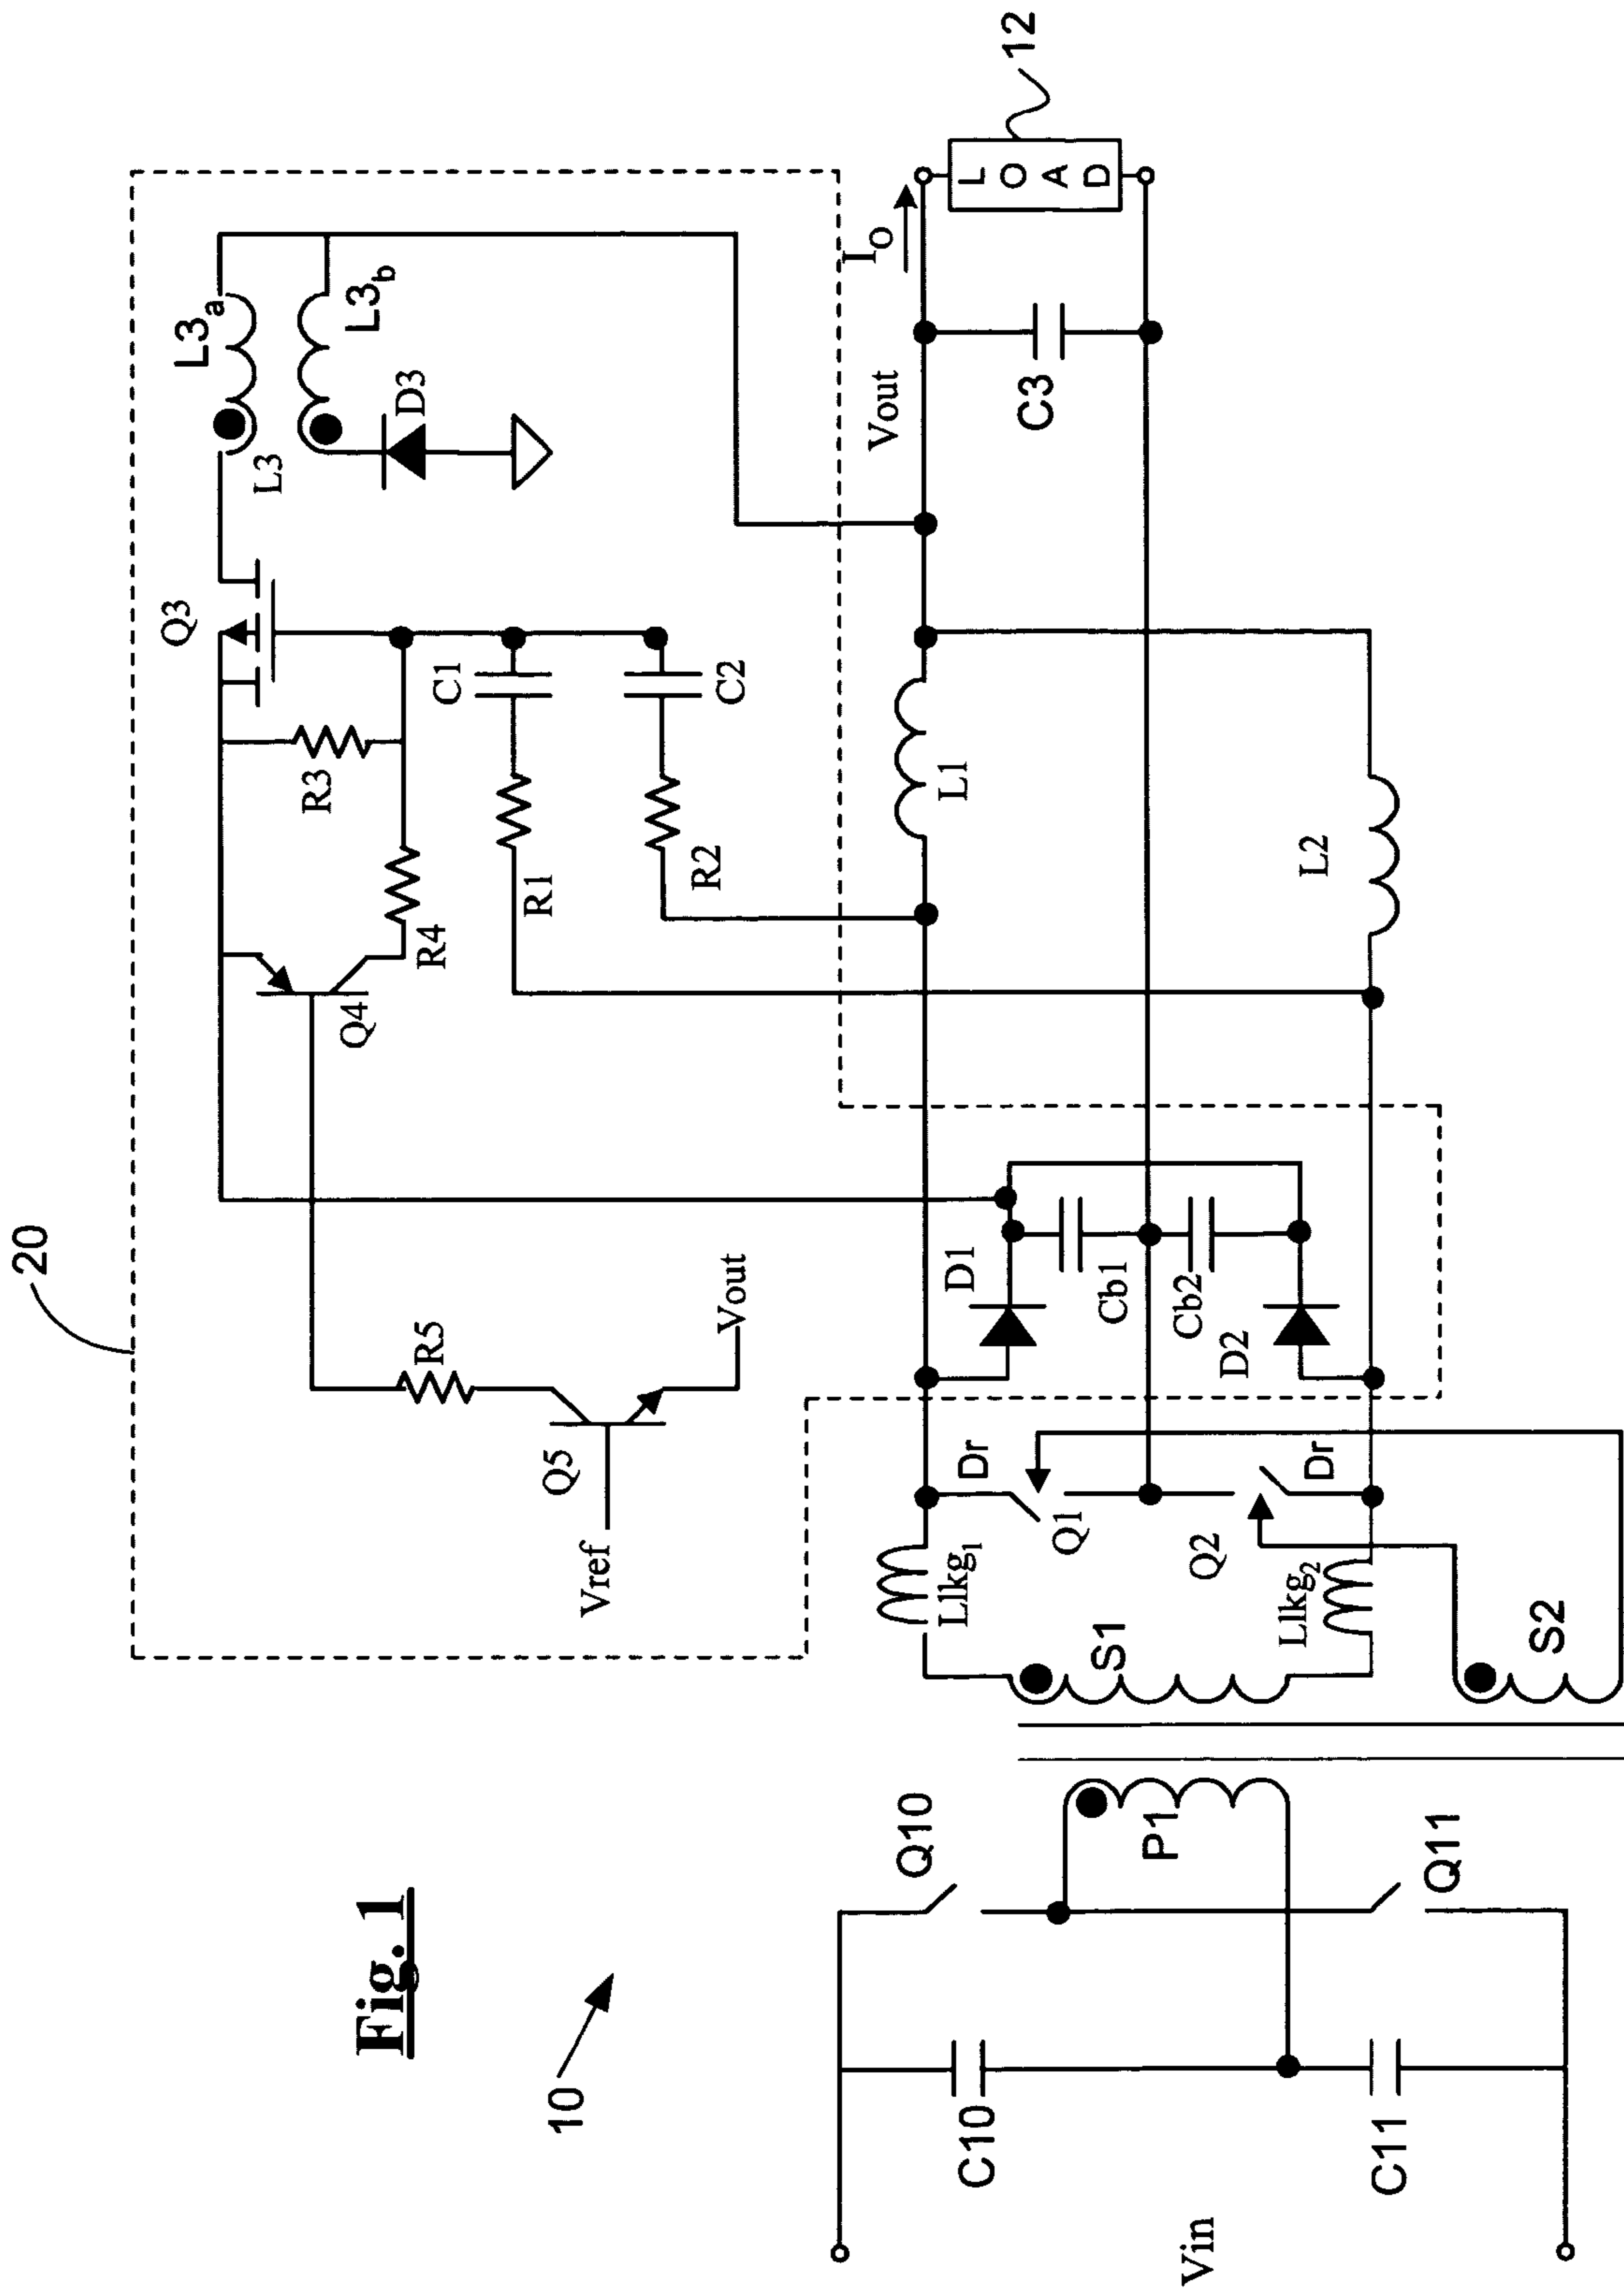 20
Q3
L3a
L3
L3b
D3
R3
C1
C2
Q4
R4
R1
R2
R5
Q5
Vref
Vout
Io
12
LOAD
Vout
C3
L1
L2
D1
Cb1
Cb2
D2
Dr
Q1
Q2
Dr
Llkg1
Llkg2
S1
S2
P1
Q10
Q11
C10
C11
Vin
10
Fig. 1